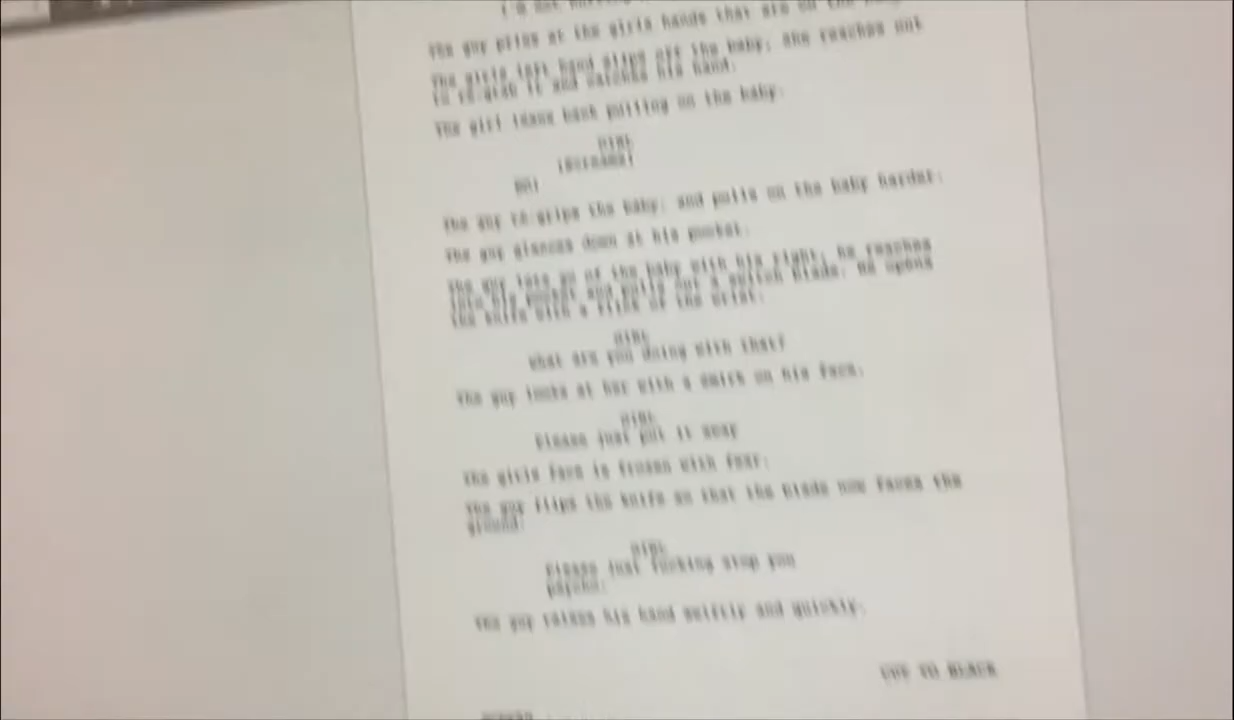 The guy pries at the girls hands that are on the baby.
The girls left hand slips off the baby, she reaches out
to re-grab it and catches his hand.
The girl leans back pulling on the baby.
GIRL
(Screams)
NO!
The guy re-grips the baby, and pulls on the baby harder.
The guy glances down at his pocket.
The guy lets go of the baby with his right, he reaches
into his pocket and pulls out a switch blade, he opens
the knife with a flick of the wrist.
GIRL
What are you doing with that?
The guy looks at her with a smirk on his face.
GIRL
Please just put it away
The girls face is frozen with fear.
The guy flips the knife so that the blade now faces the
ground.
GIRL
Please just fucking stop you
psycho.
The guy raises his hand swiftly and quickly.
CUT TO BLACK